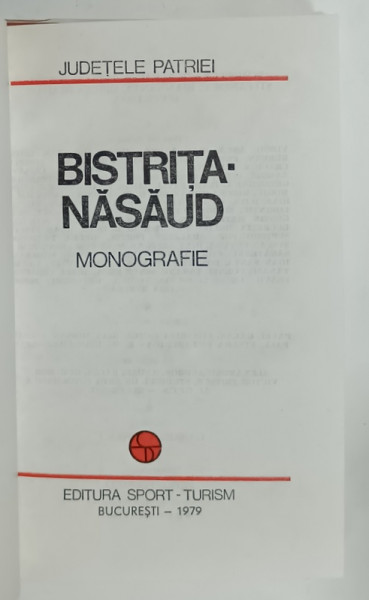 JUDEȚELE PATRIEI
BISTRIȚA-
NĂSĂUD
MONOGRAFIE
EDITURA SPORT-TURISM
BUCUREȘTI – 1979